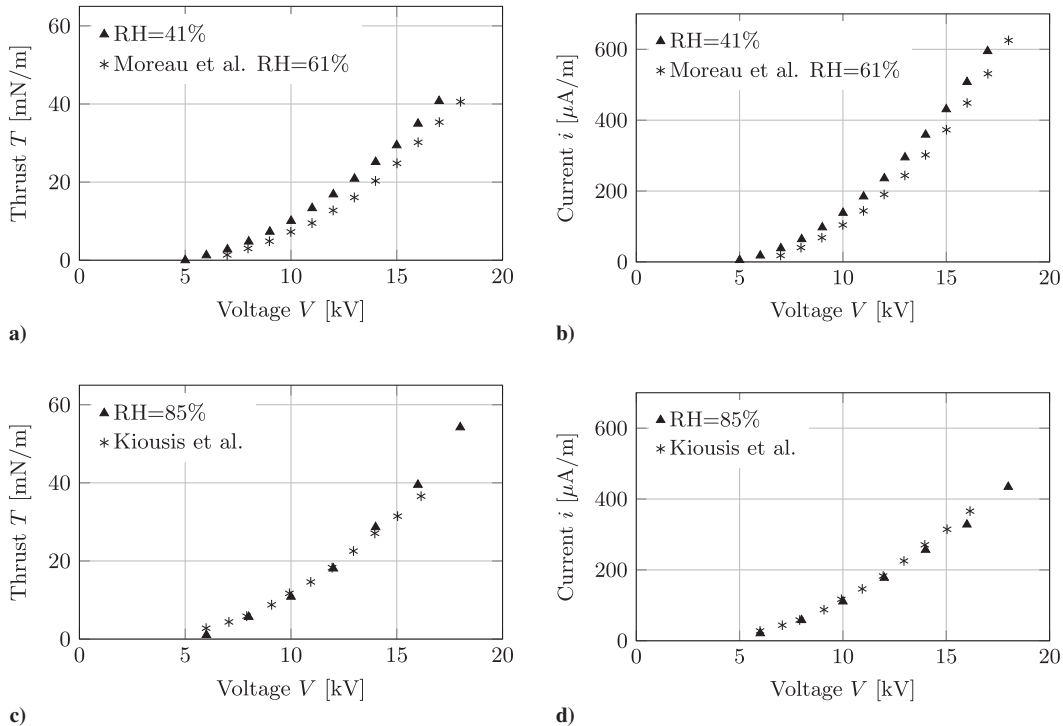 60
40
20
0
Thrust T [mN/m]
▲ RH=41%
* Moreau et al. RH=61%
0 5 10 15 20
Voltage V [kV]
a)
600
400
200
0
Current i [μA/m]
▲ RH=41%
* Moreau et al. RH=61%
0 5 10 15 20
Voltage V [kV]
b)
60
40
20
0
Thrust T [mN/m]
▲ RH=85%
* Kiousis et al.
0 5 10 15 20
Voltage V [kV]
c)
600
400
200
0
Current i [μA/m]
▲ RH=85%
* Kiousis et al.
0 5 10 15 20
Voltage V [kV]
d)